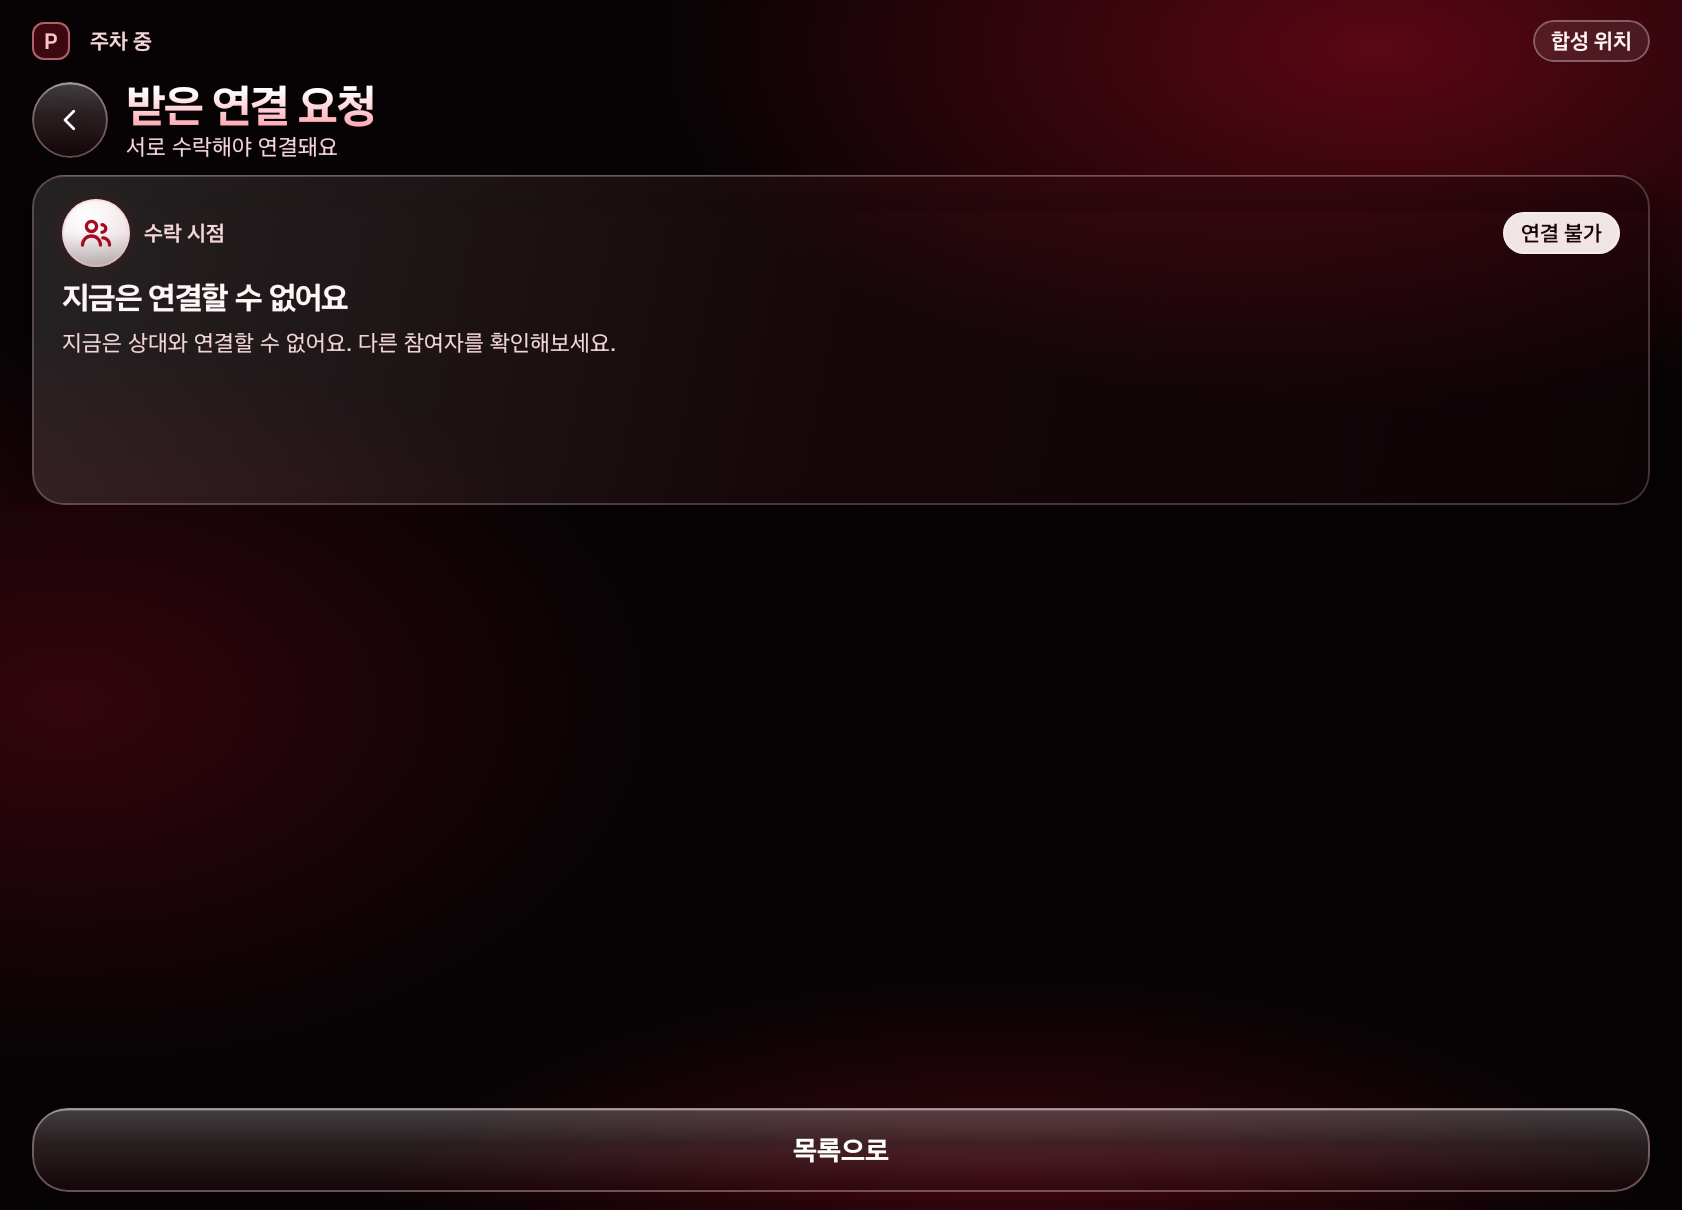 P 주차 중
합성 위치
받은 연결 요청
서로 수락해야 연결돼요
수락 시점
연결 불가
지금은 연결할 수 없어요
지금은 상대와 연결할 수 없어요. 다른 참여자를 확인해보세요.
목록으로